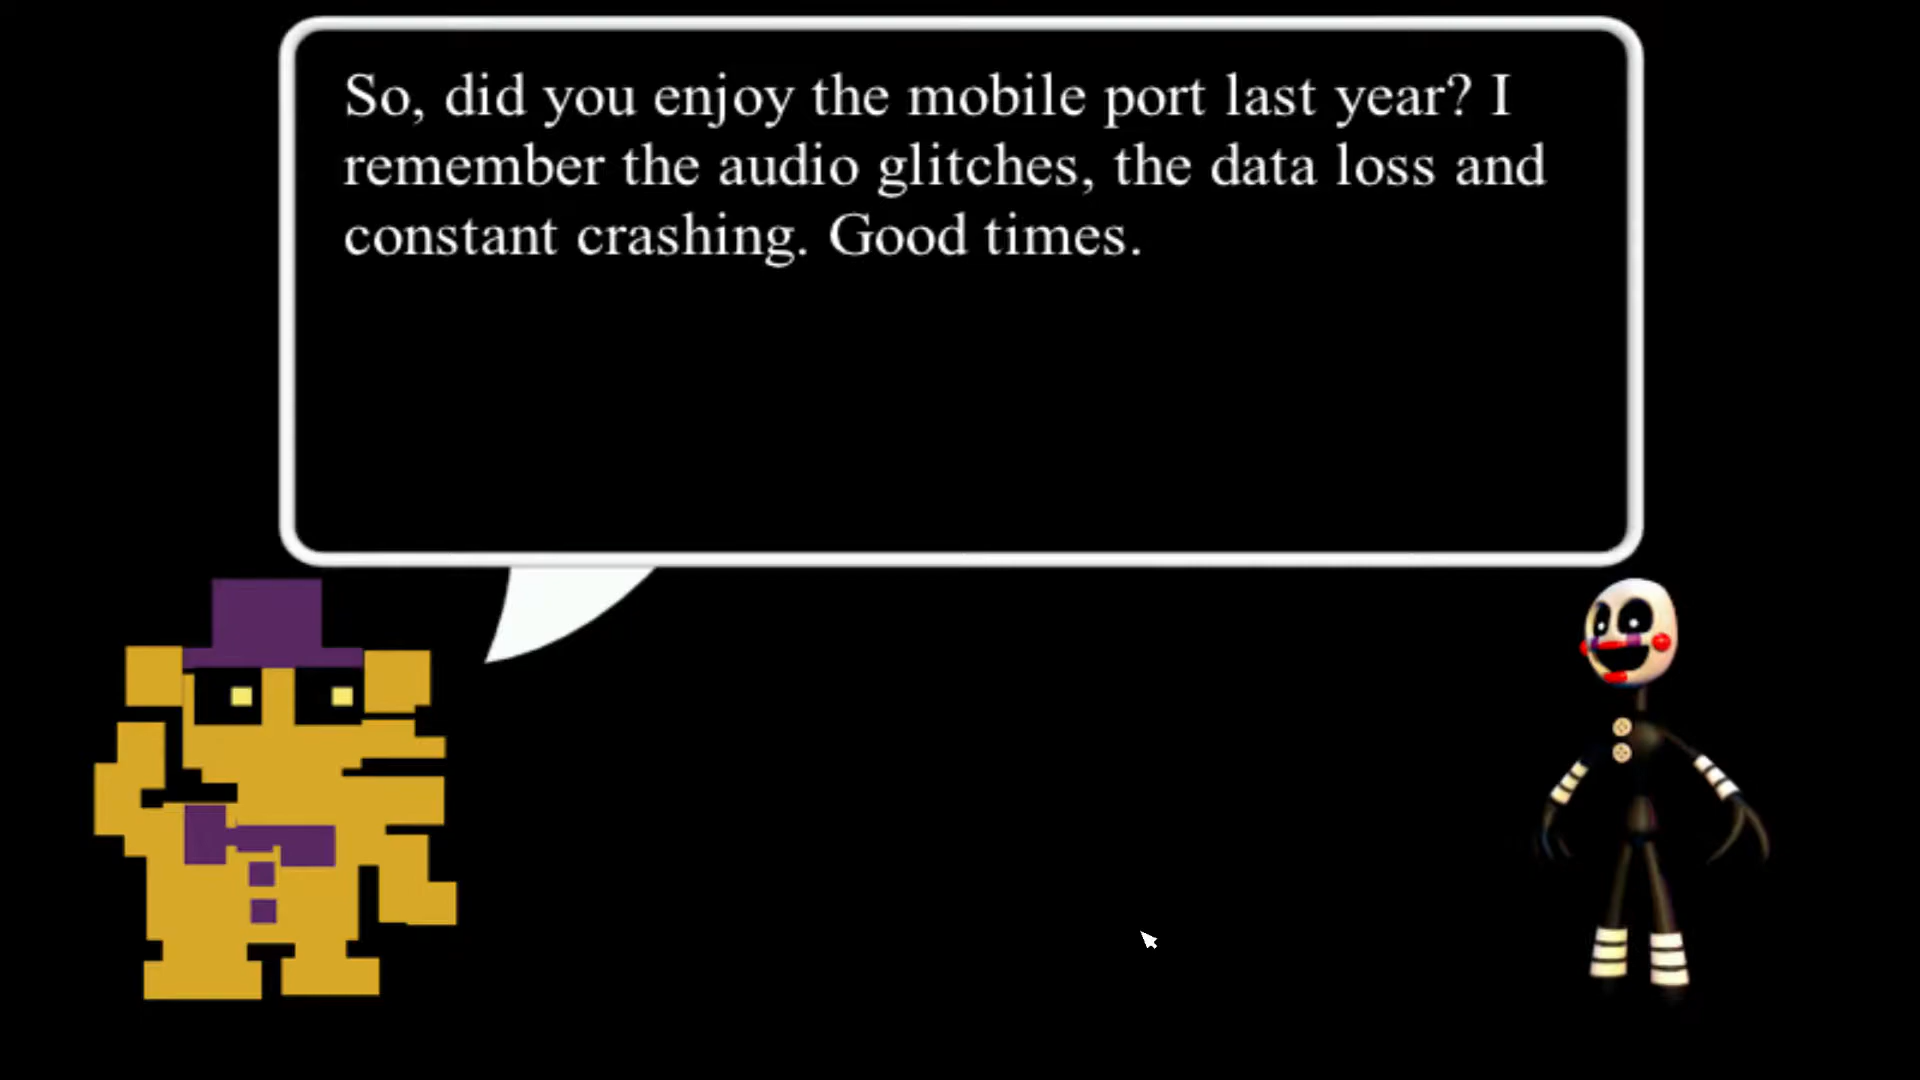 So, did you enjoy the mobile port last year? I
remember the audio glitches, the data loss and
constant crashing. Good times.